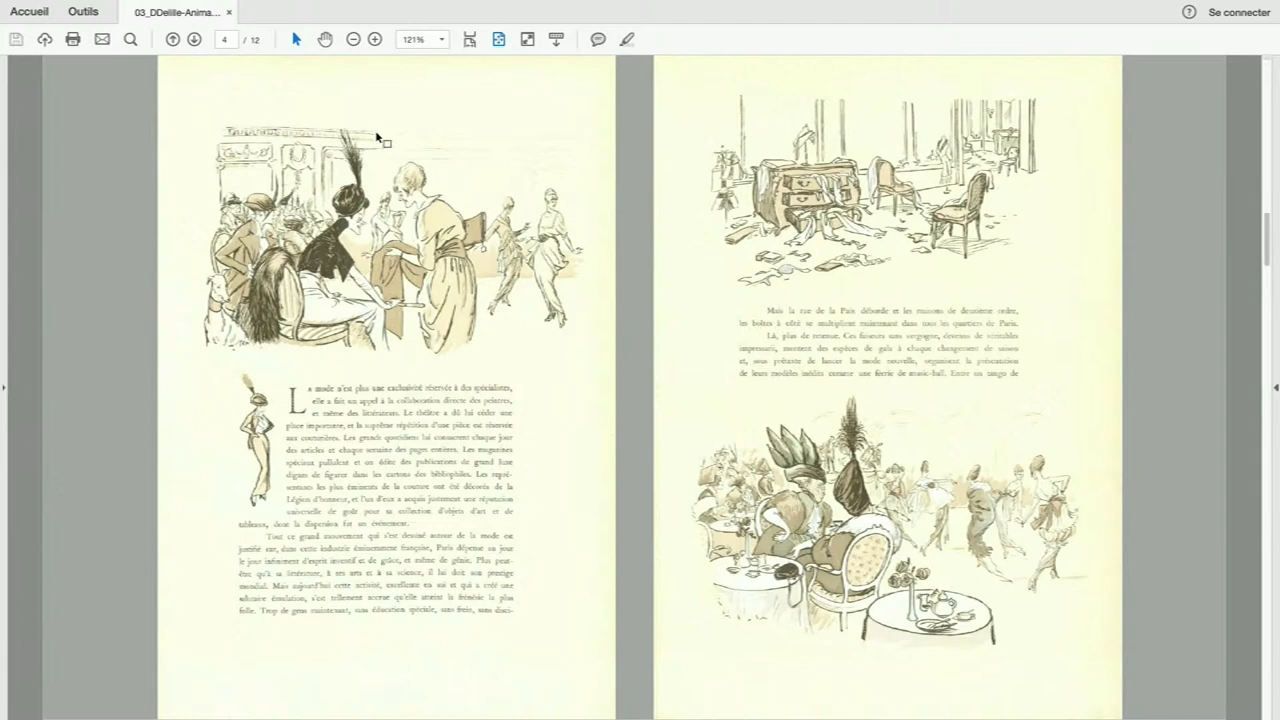 Accueil Outils 03_DDelille-Anima... × Se connecter
4 / 12 121%
La mode n'est plus une exclusivité réservée à des spécialistes,
elle a fait un appel à la collaboration directe des peintres,
et même des littérateurs. Le théâtre a dû lui céder une
place importante, et la suprême répétition d'une pièce est réservée
aux couturières. Les grands quotidiens lui consacrent chaque jour
des articles et chaque semaine des pages entières. Les magazines
spéciaux pullulent et on édite des publications de grand luxe
dignes de figurer dans les cartons des bibliophiles. Les repré-
sentants les plus éminents de la couture ont été décorés de la
Légion d'honneur, et l'un d'eux a acquis justement une réputation
universelle de goût pour sa collection d'objets d'art et de
tableaux, dont la dispersion fut un événement.
Tout ce grand mouvement qui s'est dessiné autour de la mode est
justifié car, dans cette industrie éminemment française, Paris dépense au jour
le jour infiniment d'esprit inventif et de grâce, et même de génie. Plus peut-
être qu'à sa littérature, à ses arts et à sa science, il lui doit son prestige
mondial. Mais aujourd'hui cette activité, excellente en soi et qui a créé une
salutaire émulation, s'est tellement accrue qu'elle atteint la frénésie la plus
folle. Trop de gens maintenant, sans éducation spéciale, sans frein, sans disci-
Mais la rue de la Paix déborde et les maisons de deuxième ordre,
les boîtes à côté se multiplient maintenant dans tous les quartiers de Paris.
Là, plus de retenue. Ces faiseurs sans vergogne, devenus de véritables
impresarii, montent des espèces de gala à chaque changement de saison
et, sous prétexte de lancer la mode nouvelle, organisent la présentation
de leurs modèles inédits comme une féerie de music-hall. Entre un tango de